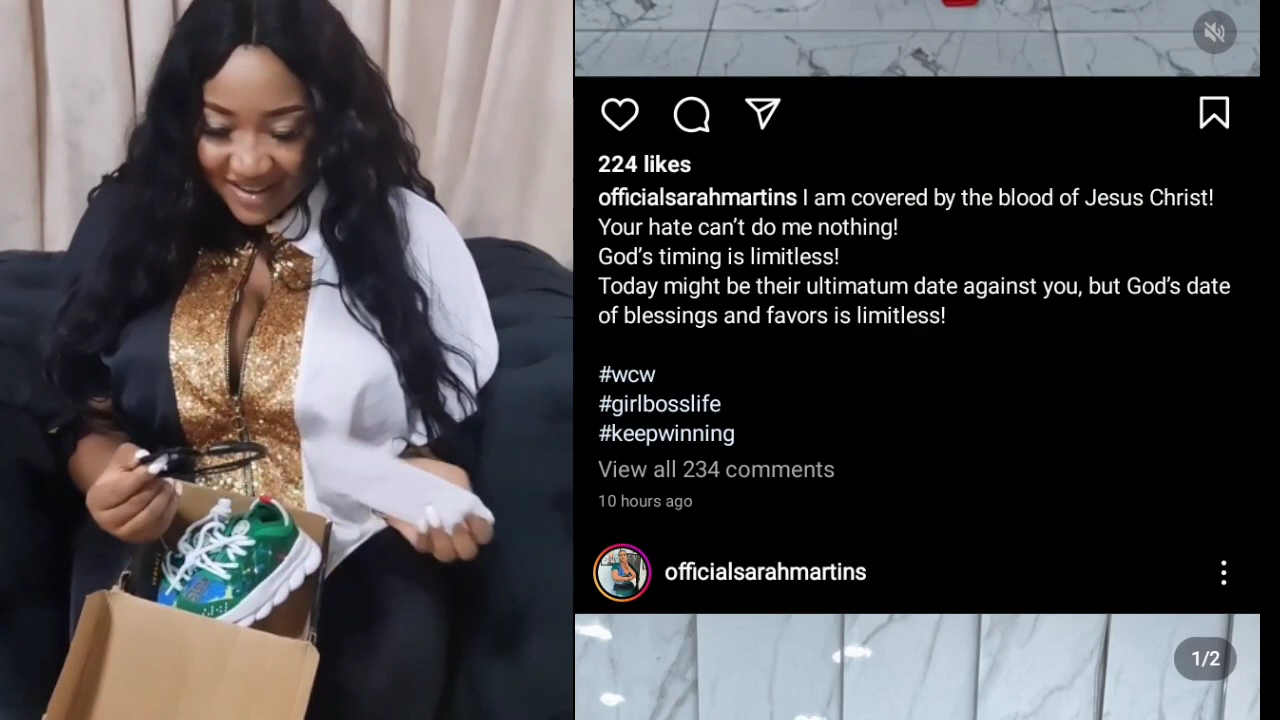 224 likes
officialsarahmartins I am covered by the blood of Jesus Christ!
Your hate can’t do me nothing!
God’s timing is limitless!
Today might be their ultimatum date against you, but God’s date
of blessings and favors is limitless!
#wcw
#girlbosslife
#keepwinning
View all 234 comments
10 hours ago
officialsarahmartins
1/2